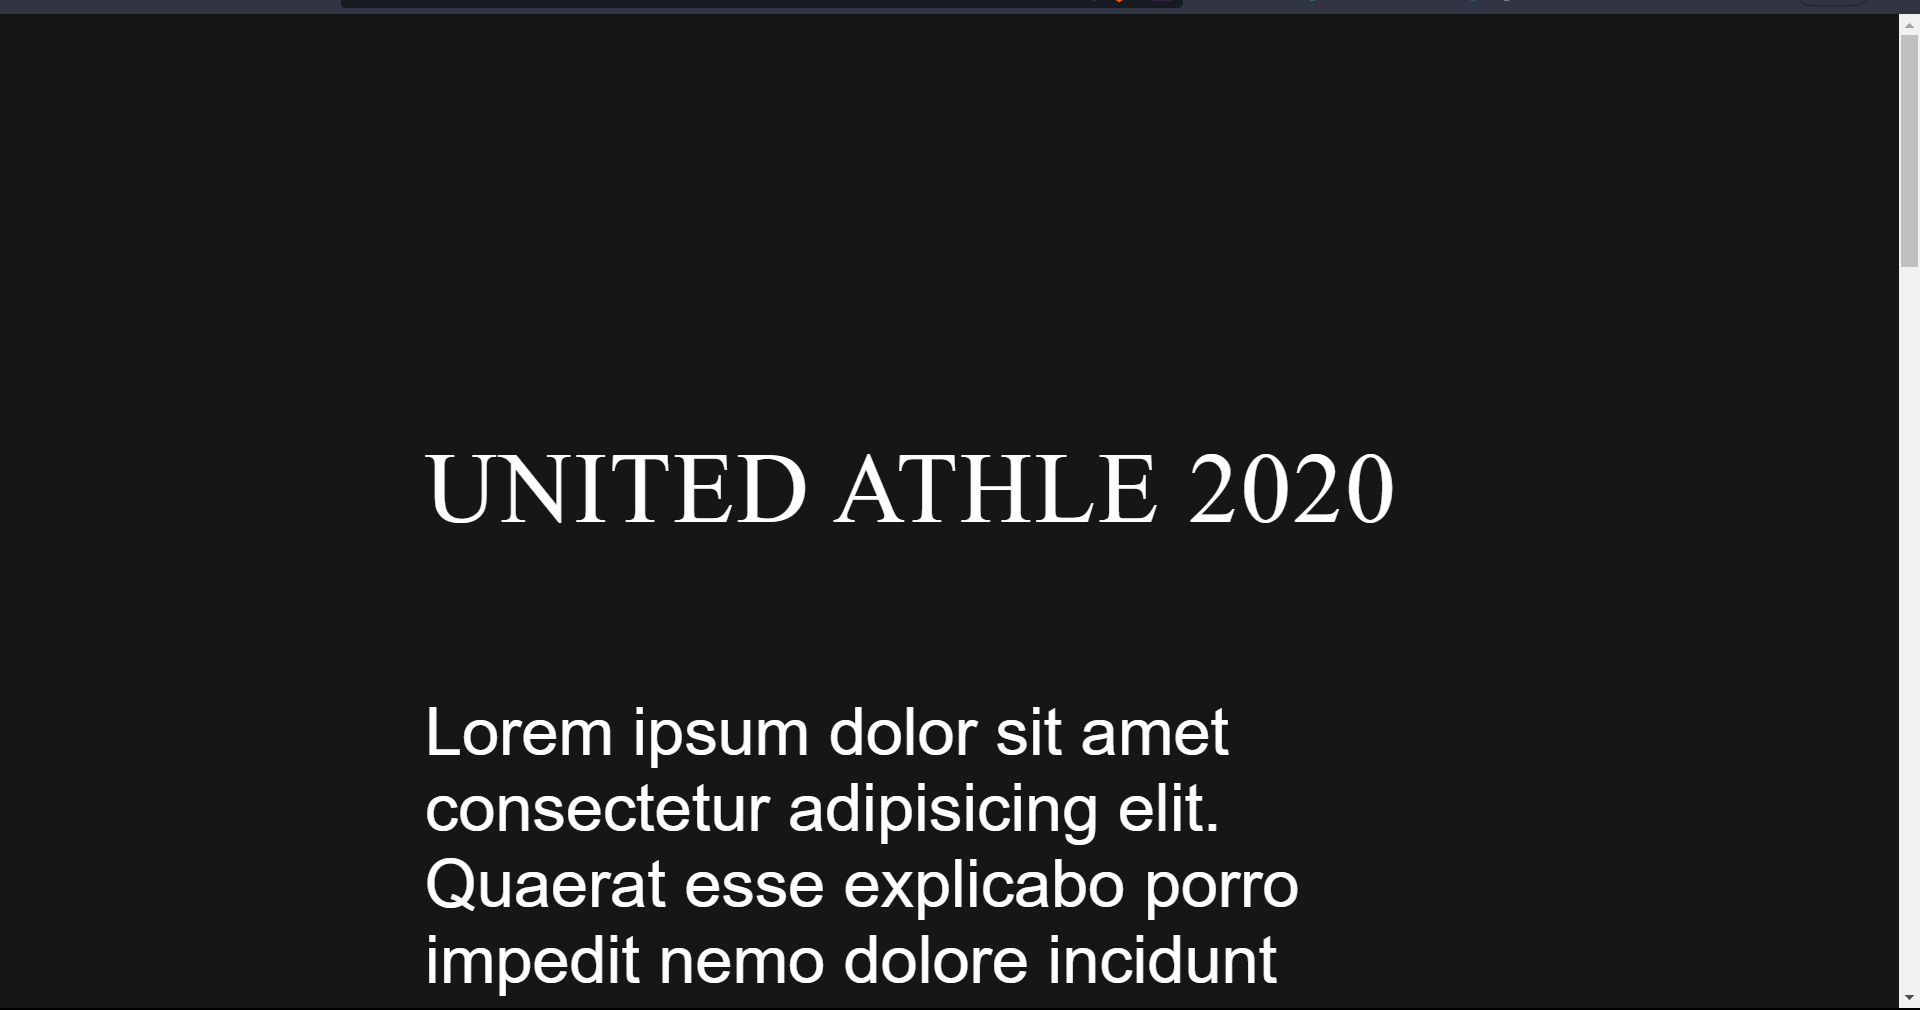 UNITED ATHLE 2020
Lorem ipsum dolor sit amet
consectetur adipisicing elit.
Quaerat esse explicabo porro
impedit nemo dolore incidunt